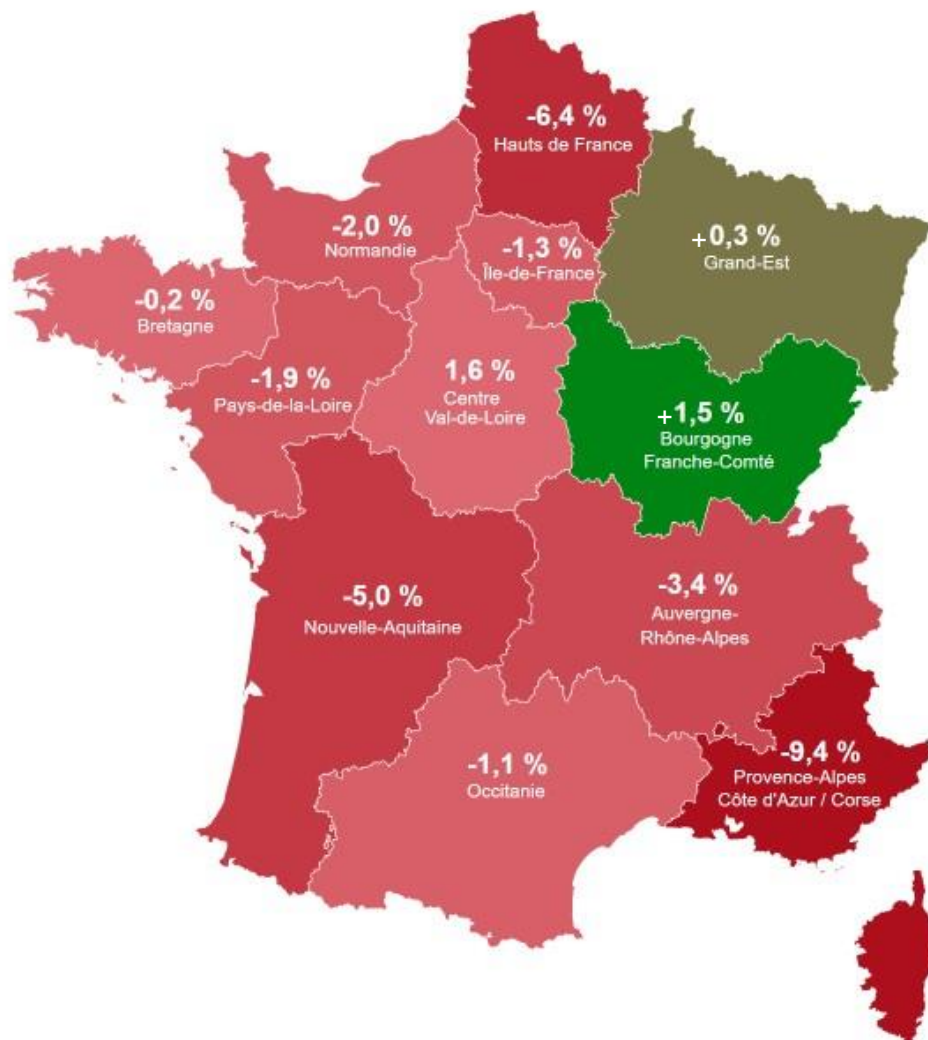 -6,4 %
Hauts de France
-2,0 %
Normandie
-1,3 %
Île-de-France
+0,3 %
Grand-Est
-0,2 %
Bretagne
-1,9 %
Pays-de-la-Loire
1,6 %
Centre
Val-de-Loire
+1,5 %
Bourgogne
Franche-Comté
-5,0 %
Nouvelle-Aquitaine
-3,4 %
Auvergne-
Rhône-Alpes
-1,1 %
Occitanie
-9,4 %
Provence-Alpes
Côte d'Azur / Corse